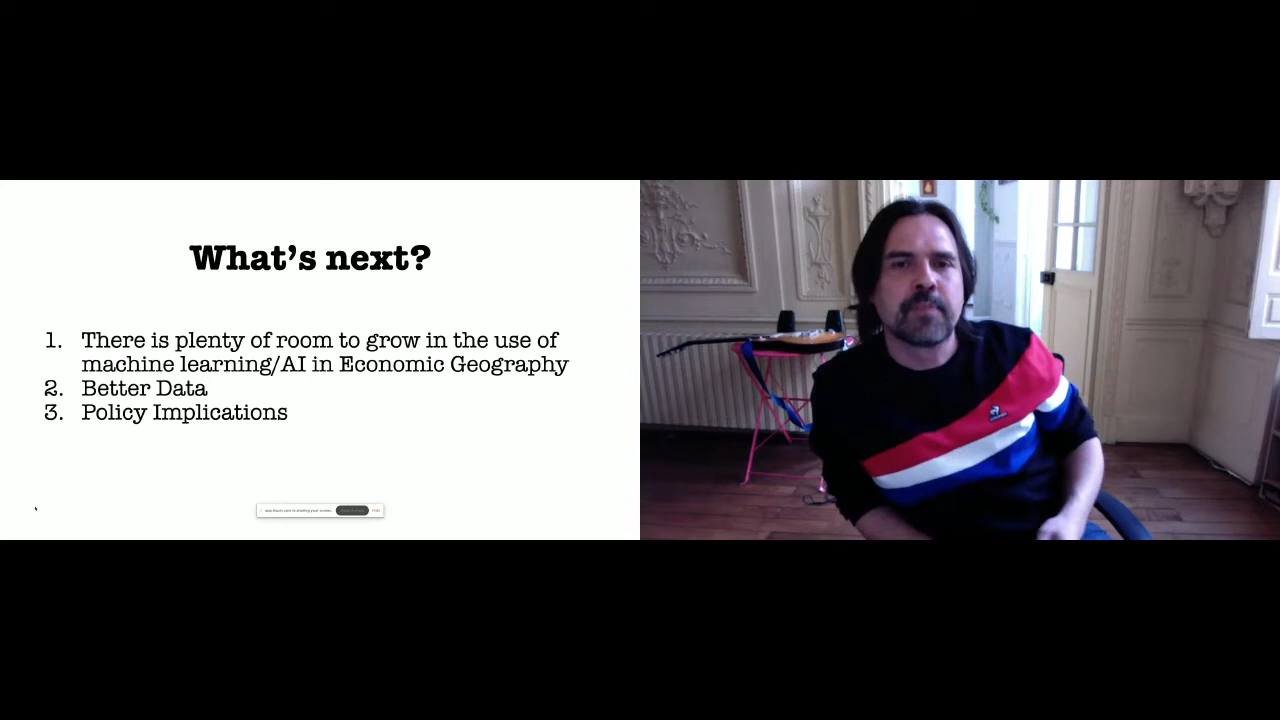 What's next?
1. There is plenty of room to grow in the use of
machine learning/AI in Economic Geography
2. Better Data
3. Policy Implications